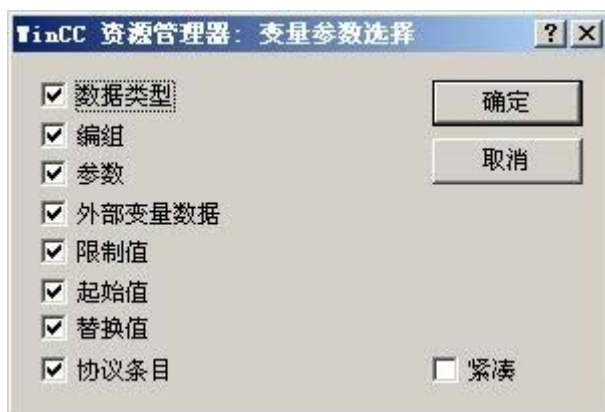 WinCC 资源管理器: 变量参数选择
数据类型
确定
编组
取消
参数
外部变量数据
限制值
起始值
替换值
协议条目
紧凑